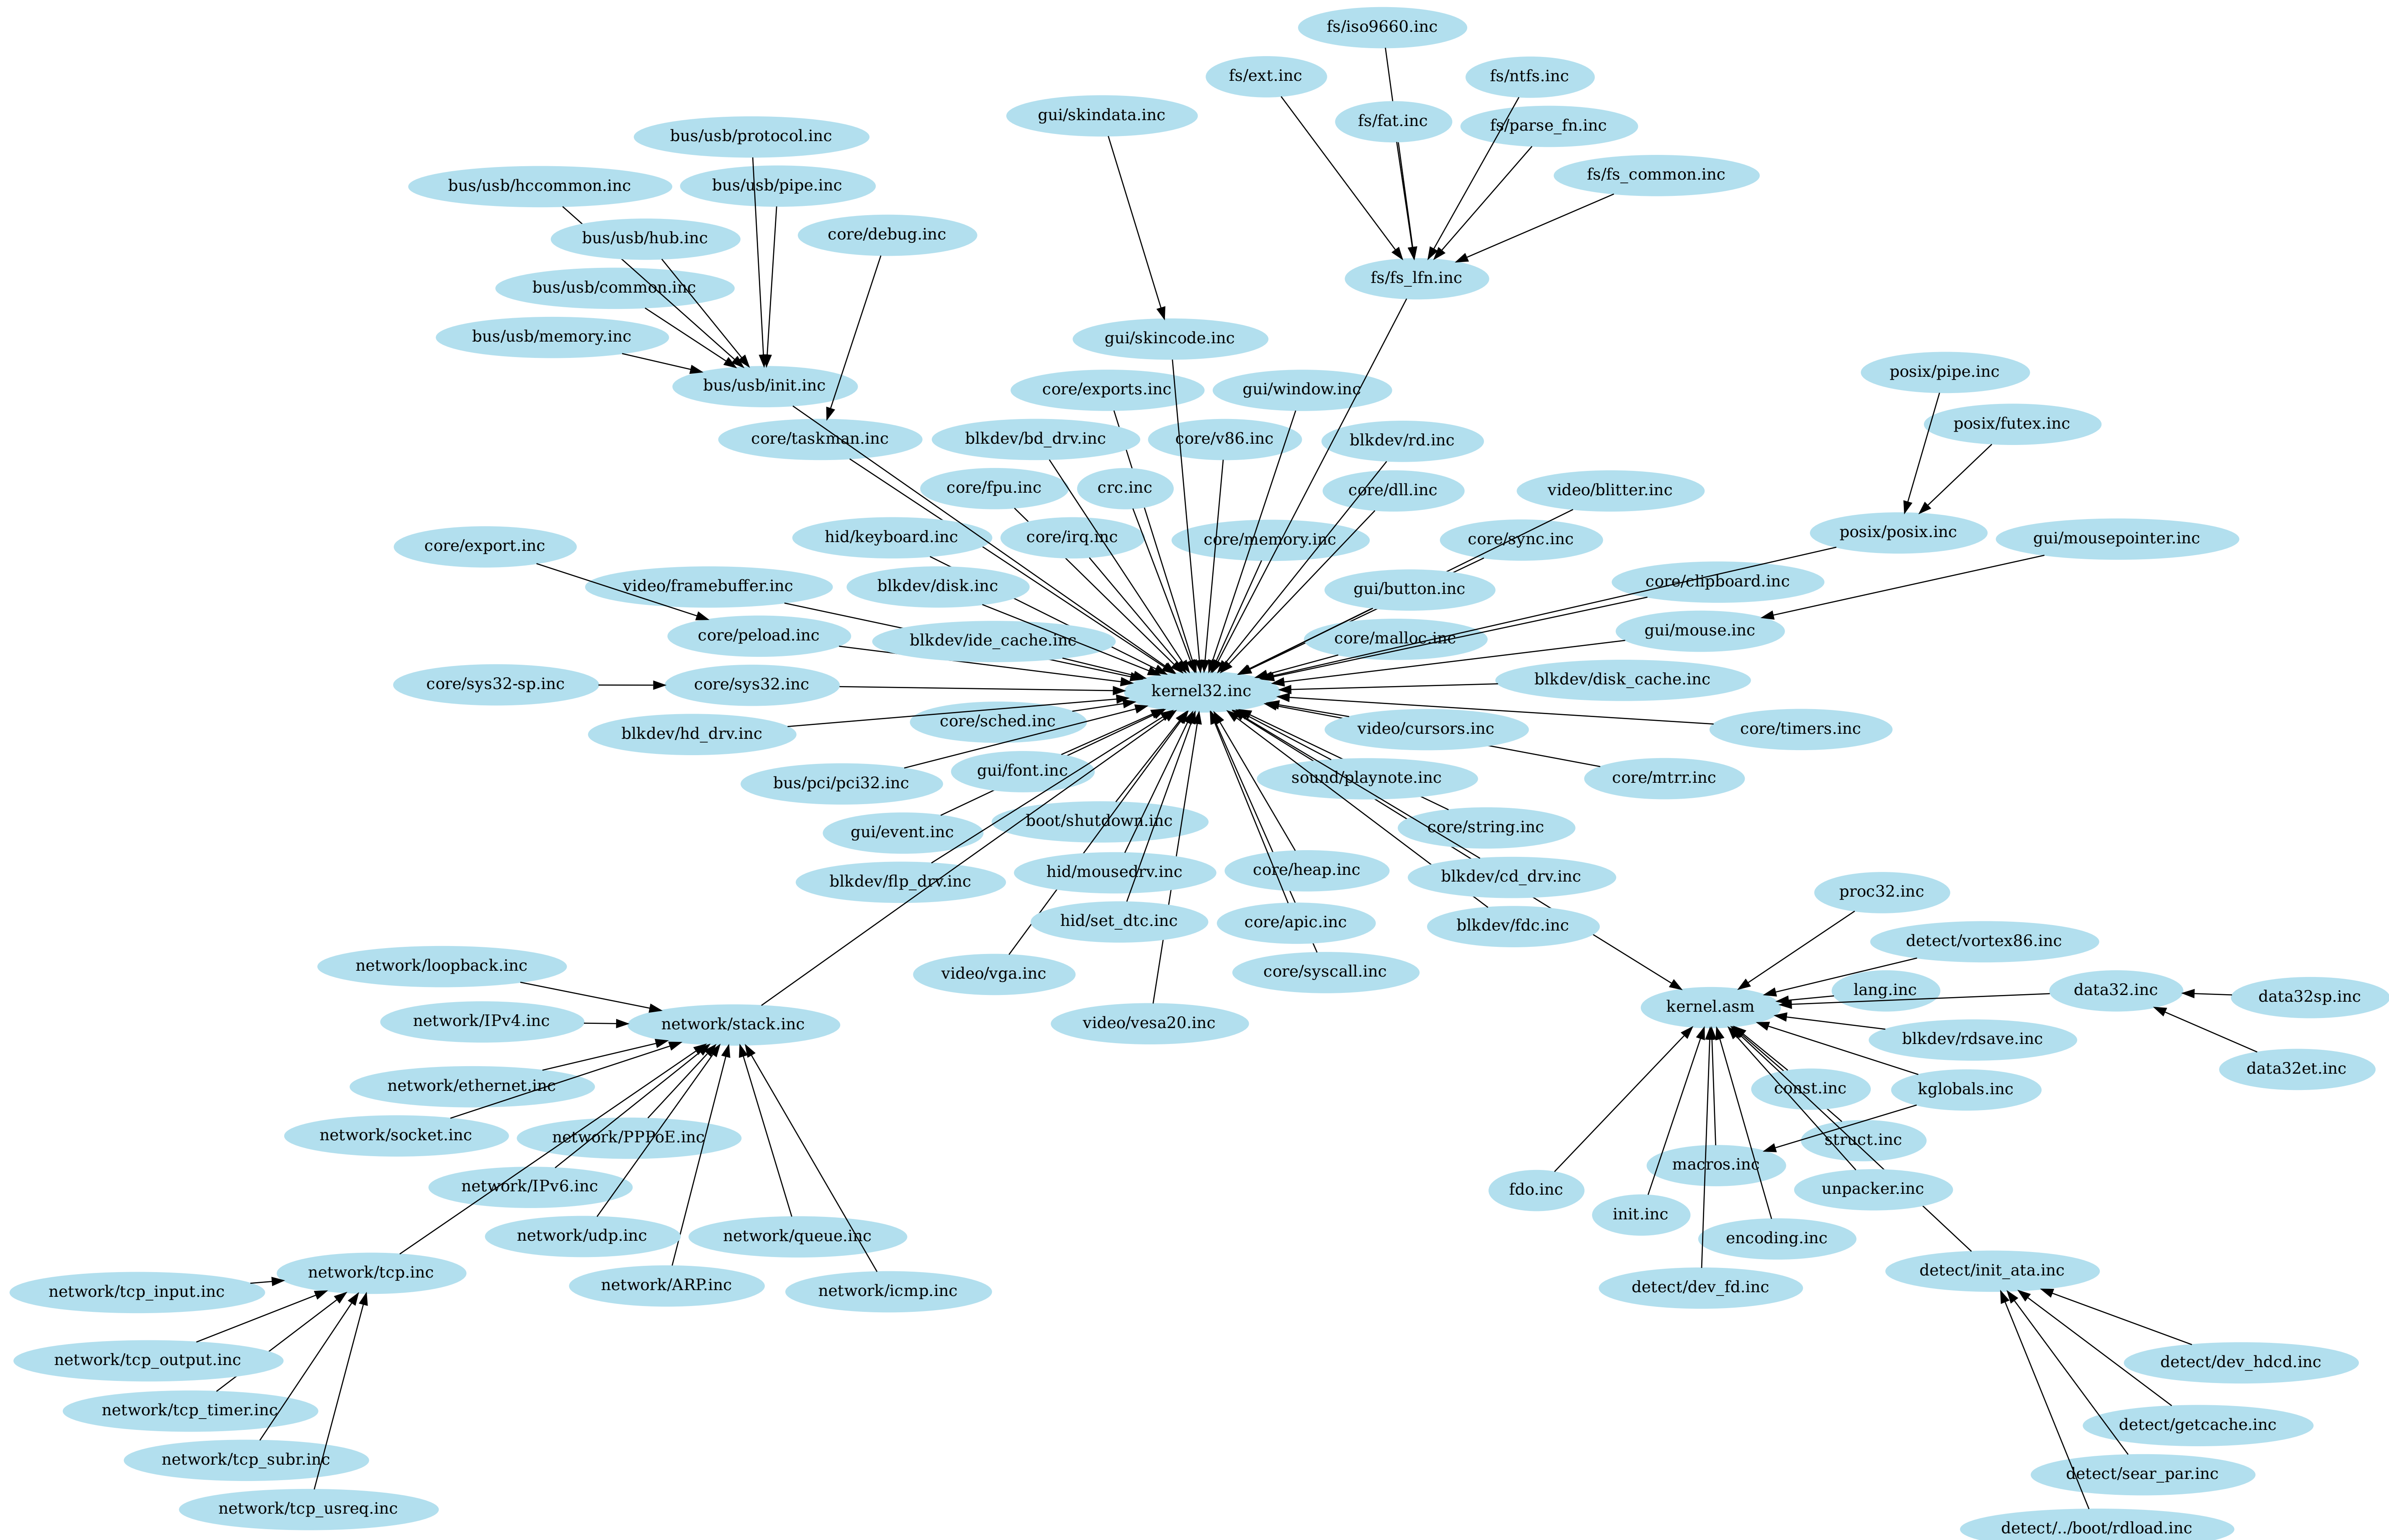 fs/iso9660.inc
fs/ext.inc
fs/ntfs.inc
gui/skindata.inc
fs/fat.inc
fs/parse_fn.inc
bus/usb/protocol.inc
fs/fs_common.inc
bus/usb/hccommon.inc
bus/usb/pipe.inc
bus/usb/hub.inc
core/debug.inc
fs/fs_lfn.inc
bus/usb/common.inc
bus/usb/memory.inc
gui/skincode.inc
posix/pipe.inc
bus/usb/init.inc
core/exports.inc
gui/window.inc
posix/futex.inc
core/taskman.inc
blkdev/bd_drv.inc
core/v86.inc
blkdev/rd.inc
core/fpu.inc
crc.inc
core/dll.inc
video/blitter.inc
posix/posix.inc
hid/keyboard.inc
core/irq.inc
core/memory.inc
core/sync.inc
gui/mousepointer.inc
core/export.inc
video/framebuffer.inc
blkdev/disk.inc
gui/button.inc
core/clipboard.inc
core/peload.inc
blkdev/ide_cache.inc
core/malloc.inc
gui/mouse.inc
core/sys32-sp.inc
core/sys32.inc
kernel32.inc
blkdev/disk_cache.inc
blkdev/hd_drv.inc
core/sched.inc
video/cursors.inc
core/timers.inc
bus/pci/pci32.inc
gui/font.inc
sound/playnote.inc
core/mtrr.inc
gui/event.inc
boot/shutdown.inc
core/string.inc
blkdev/flp_drv.inc
hid/mousedrv.inc
core/heap.inc
blkdev/cd_drv.inc
proc32.inc
hid/set_dtc.inc
core/apic.inc
blkdev/fdc.inc
detect/vortex86.inc
network/loopback.inc
video/vga.inc
core/syscall.inc
lang.inc
data32.inc
data32sp.inc
network/IPv4.inc
network/stack.inc
video/vesa20.inc
kernel.asm
blkdev/rdsave.inc
data32et.inc
network/ethernet.inc
const.inc
kglobals.inc
network/socket.inc
network/PPPoE.inc
struct.inc
macros.inc
network/IPv6.inc
fdo.inc
unpacker.inc
init.inc
network/udp.inc
network/queue.inc
encoding.inc
network/tcp.inc
network/ARP.inc
network/icmp.inc
detect/dev_fd.inc
detect/init_ata.inc
network/tcp_input.inc
network/tcp_output.inc
detect/dev_hdcd.inc
network/tcp_timer.inc
detect/getcache.inc
network/tcp_subr.inc
detect/sear_par.inc
network/tcp_usreq.inc
detect/../boot/rdload.inc